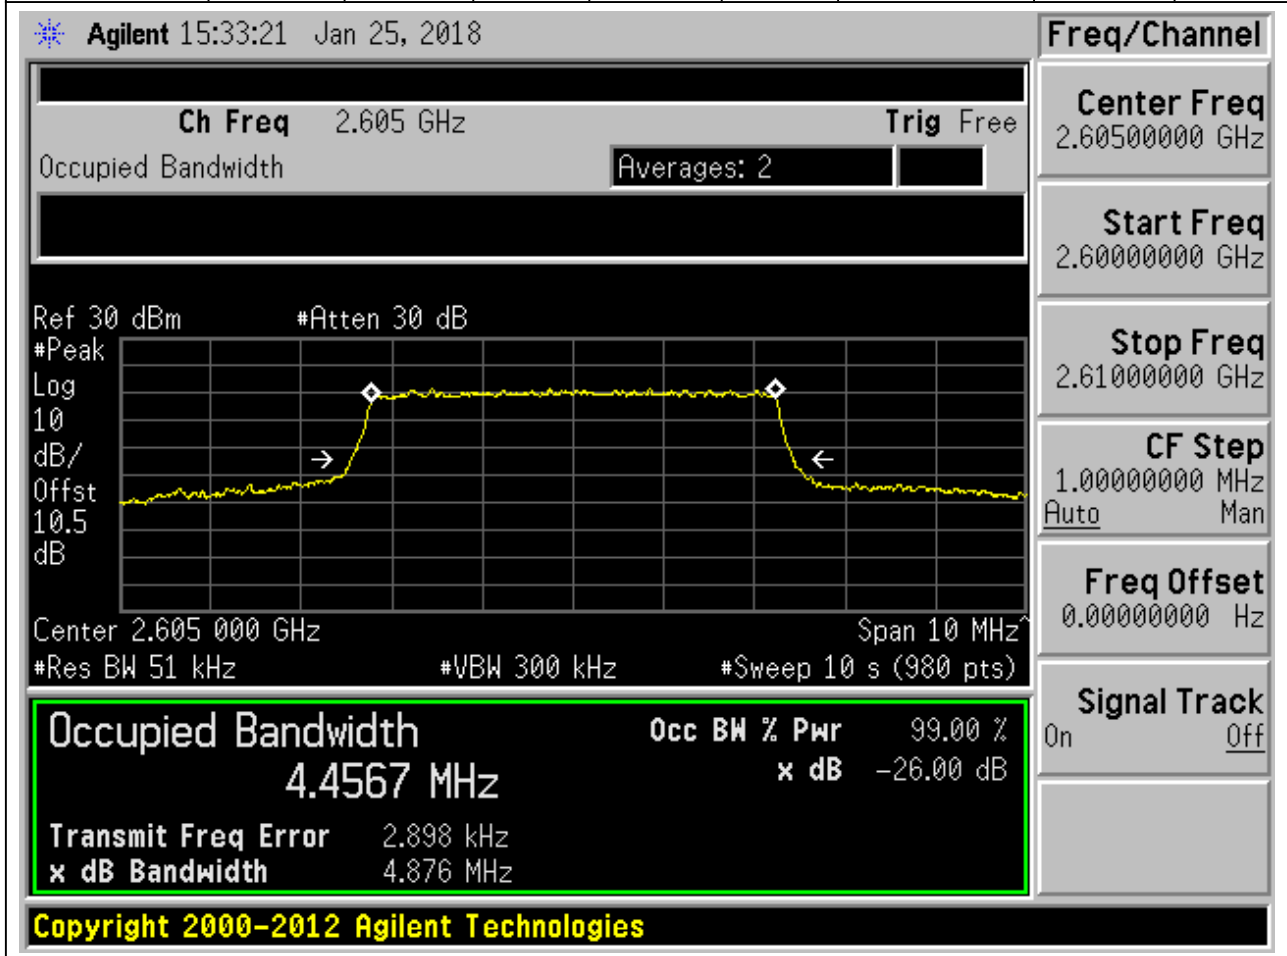 Agilent 15:33:21 Jan 25, 2018
Freq/Channel
Ch Freq 2.605 GHz Trig Free
Occupied Bandwidth Averages: 2
Center Freq
2.60500000 GHz
Start Freq
2.60000000 GHz
Stop Freq
2.61000000 GHz
CF Step
1.00000000 MHz
Auto Man
Freq Offset
0.00000000 Hz
Signal Track
On Off
Ref 30 dBm #Atten 30 dB
#Peak
Log
10
dB/
Offst
10.5
dB
Center 2.605 000 GHz Span 10 MHz^
#Res BW 51 kHz #VBW 300 kHz #Sweep 10 s (980 pts)
Occupied Bandwidth Occ BW % Pwr 99.00 %
4.4567 MHz x dB -26.00 dB
Transmit Freq Error 2.898 kHz
x dB Bandwidth 4.876 MHz
Copyright 2000-2012 Agilent Technologies